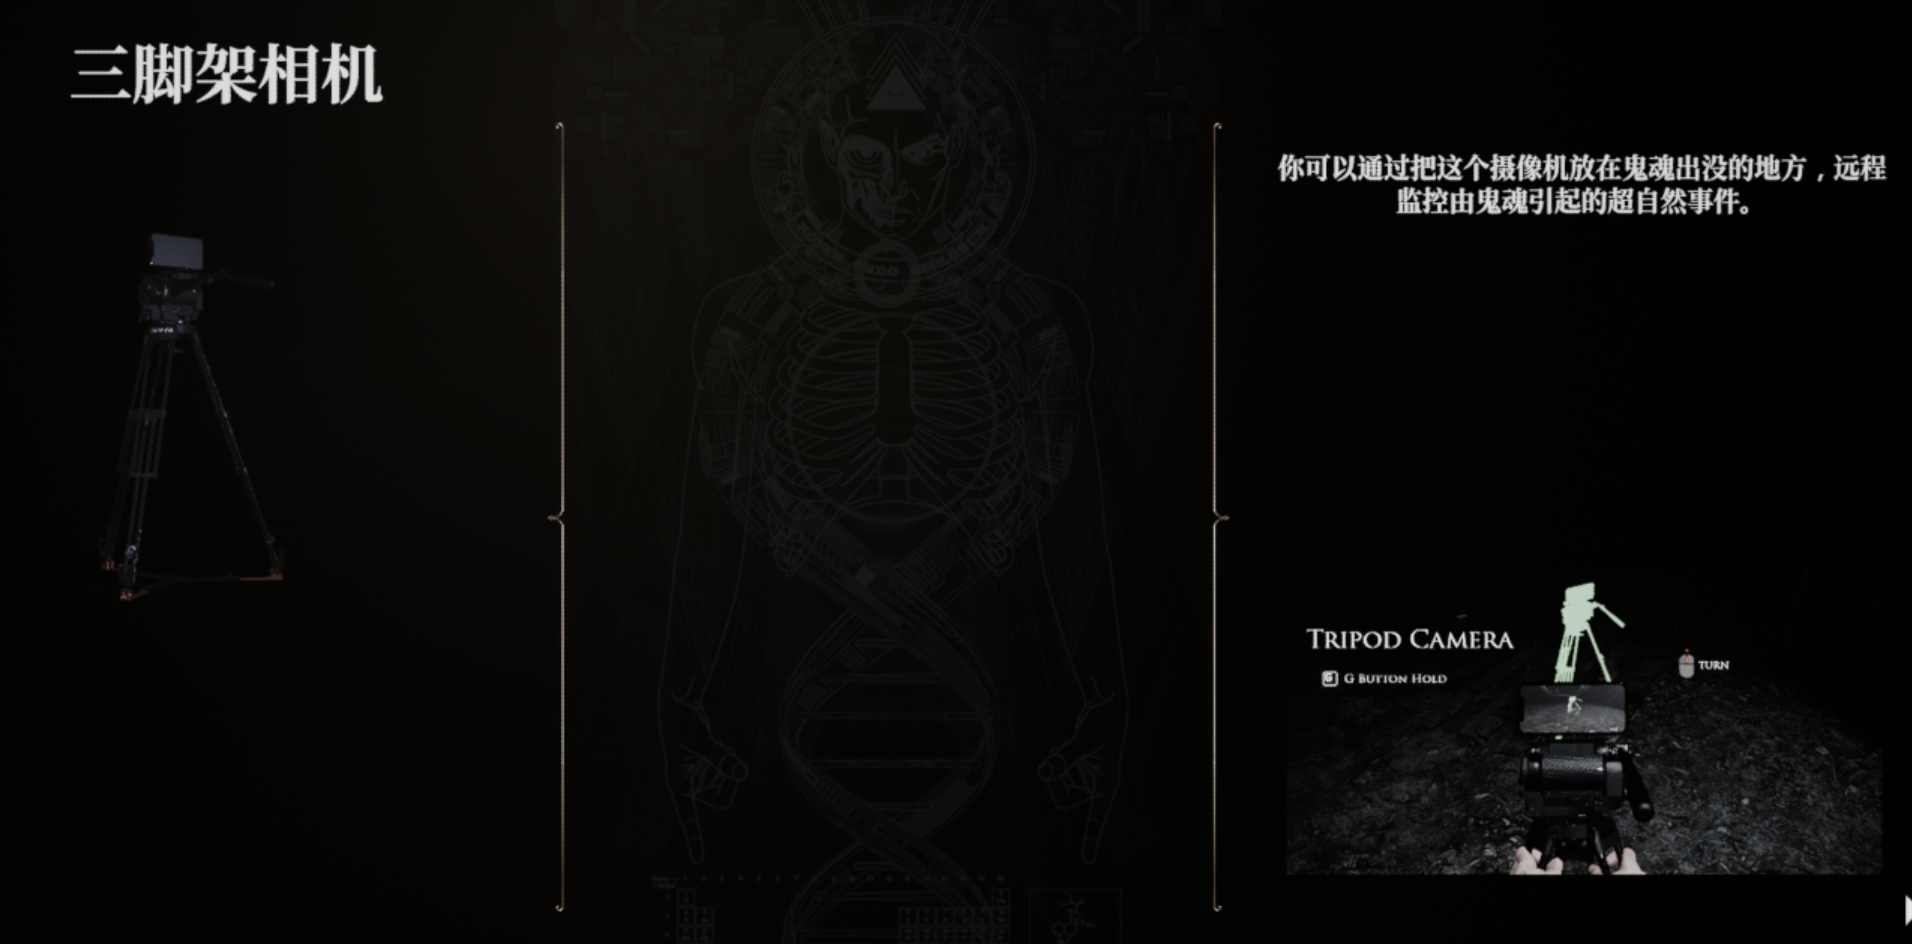 三脚架相机
你可以通过把这个摄像机放在鬼魂出没的地方，远程
监控由鬼魂引起的超自然事件。
TRIPOD CAMERA
G BUTTON HOLD
TURN